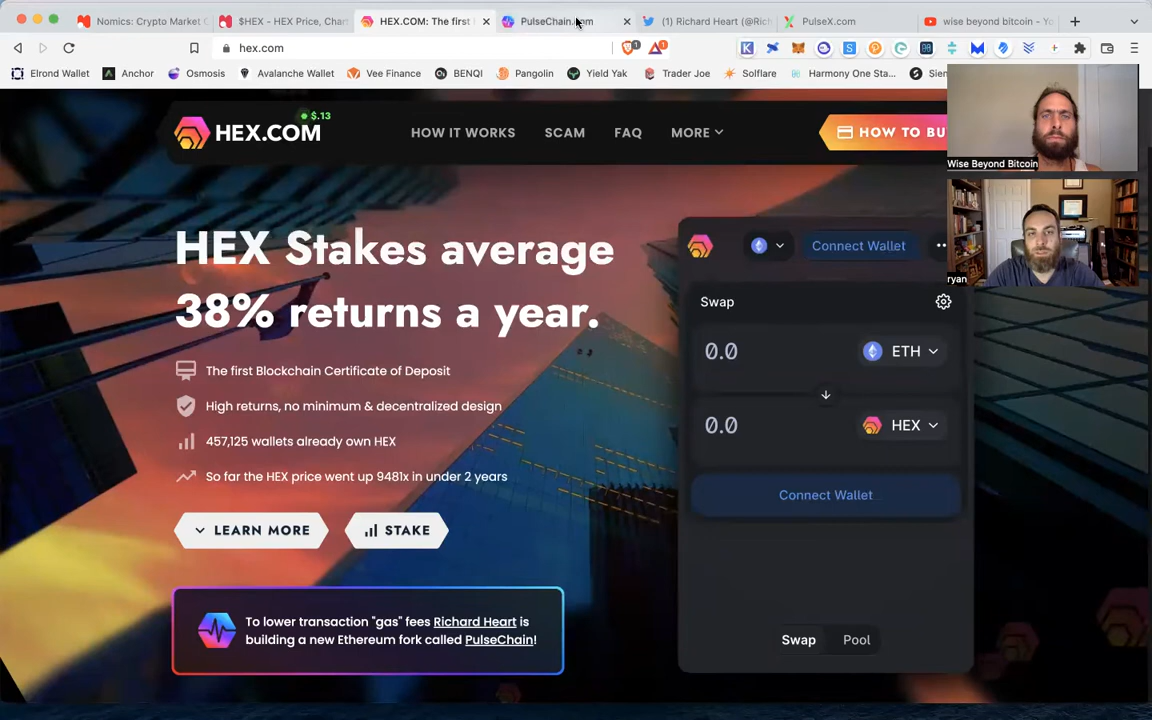 Nomics: Crypto Market C
$HEX - HEX Price, Chart
HEX.COM: The first
PulseChain.com
(1) Richard Heart (@Rich
PulseX.com
wise beyond bitcoin - Yo
hex.com
1
1
Elrond Wallet
Anchor
Osmosis
Avalanche Wallet
Vee Finance
BENQI
Pangolin
Yield Yak
Trader Joe
Solflare
Harmony One Sta...
Sien
$.13
HEX.COM
HOW IT WORKS
SCAM
FAQ
MORE
HOW TO BU
Wise Beyond Bitcoin
ryan
HEX Stakes average
38% returns a year.
The first Blockchain Certificate of Deposit
High returns, no minimum & decentralized design
457,125 wallets already own HEX
So far the HEX price went up 9481x in under 2 years
LEARN MORE
STAKE
To lower transaction "gas" fees Richard Heart is
building a new Ethereum fork called PulseChain!
Connect Wallet
Swap
0.0
ETH
0.0
HEX
Connect Wallet
Swap
Pool